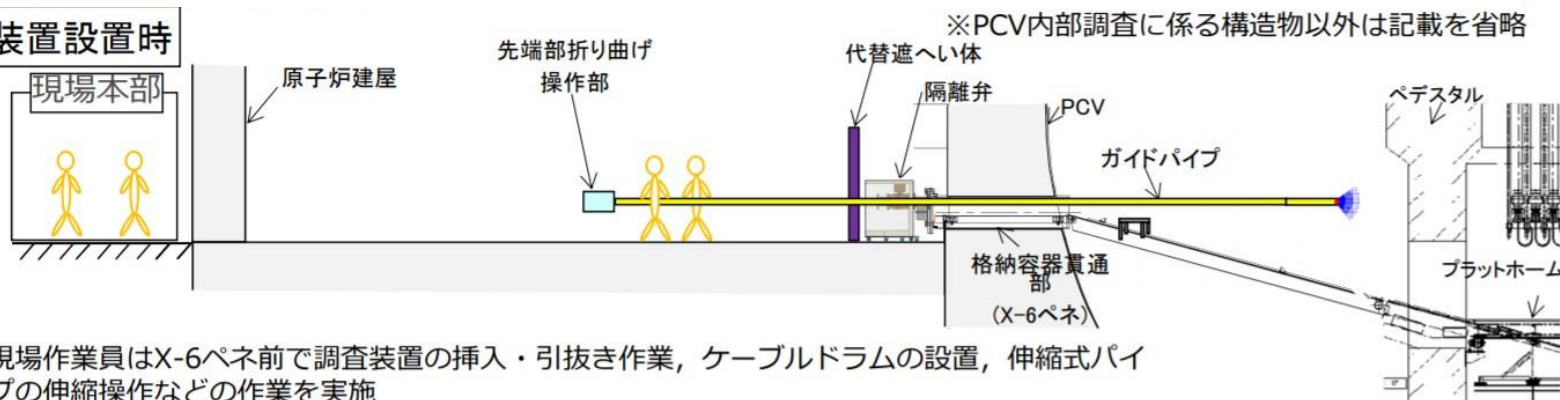 装置設置時
※PCV内部調査に係る構造物以外は記載を省略
現場本部
原子炉建屋
先端部折り曲げ
操作部
代替遮へい体
隔離弁
PCV
ガイドパイプ
ペデスタル
格納容器貫通
部
(X-6ペネ)
プラットホーム
現場作業員はX-6ペネ前で調査装置の挿入・引抜き作業，ケーブルドラムの設置，伸縮式パイ
プの伸縮操作などの作業を実施